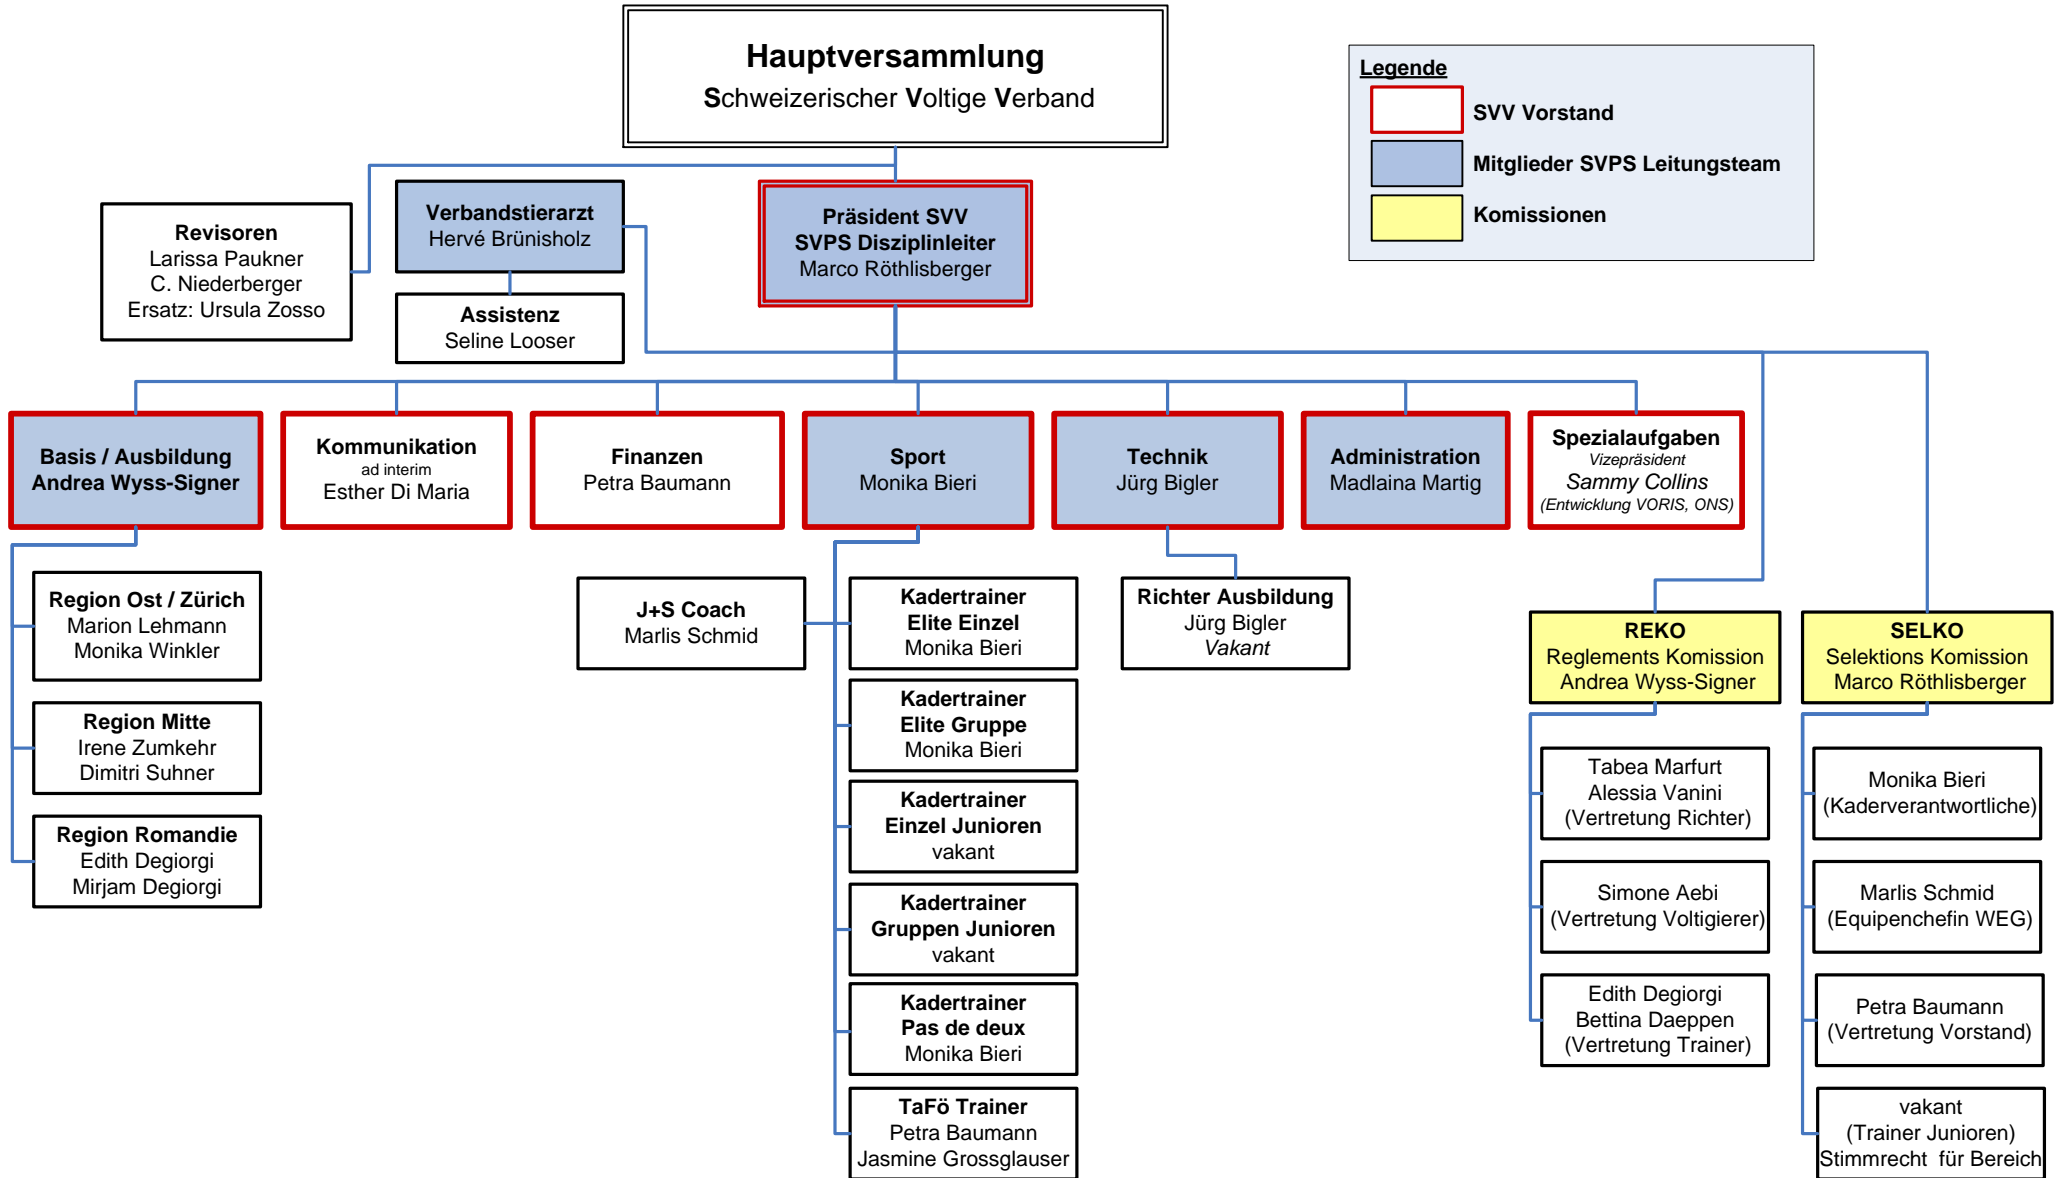 Hauptversammlung
Schweizerischer Voltige Verband
Legende
SVV Vorstand
Mitglieder SVPS Leitungsteam
Komissionen
Revisoren
Larissa Paukner
C. Niederberger
Ersatz: Ursula Zosso
Verbandstierarzt
Hervé Brünisholz
Assistenz
Seline Looser
Präsident SVV
SVPS Disziplinleiter
Marco Röthlisberger
Basis / Ausbildung
Andrea Wyss-Signer
Kommunikation
ad interim
Esther Di Maria
Finanzen
Petra Baumann
Sport
Monika Bieri
Technik
Jürg Bigler
Administration
Madlaina Martig
Spezialaufgaben
Vizepräsident
Sammy Collins
(Entwicklung VORIS, ONS)
Region Ost / Zürich
Marion Lehmann
Monika Winkler
Region Mitte
Irene Zumkehr
Dimitri Suhner
Region Romandie
Edith Degiorgi
Mirjam Degiorgi
J+S Coach
Marlis Schmid
Kadertrainer
Elite Einzel
Monika Bieri
Kadertrainer
Elite Gruppe
Monika Bieri
Kadertrainer
Einzel Junioren
vakant
Kadertrainer
Gruppen Junioren
vakant
Kadertrainer
Pas de deux
Monika Bieri
TaFö Trainer
Petra Baumann
Jasmine Grossglauser
Richter Ausbildung
Jürg Bigler
Vakant
REKO
Reglements Komission
Andrea Wyss-Signer
Tabea Marfurt
Alessia Vanini
(Vertretung Richter)
Simone Aebi
(Vertretung Voltigierer)
Edith Degiorgi
Bettina Daeppen
(Vertretung Trainer)
SELKO
Selektions Komission
Marco Röthlisberger
Monika Bieri
(Kaderverantwortliche)
Marlis Schmid
(Equipenchefin WEG)
Petra Baumann
(Vertretung Vorstand)
vakant
(Trainer Junioren)
Stimmrecht für Bereich